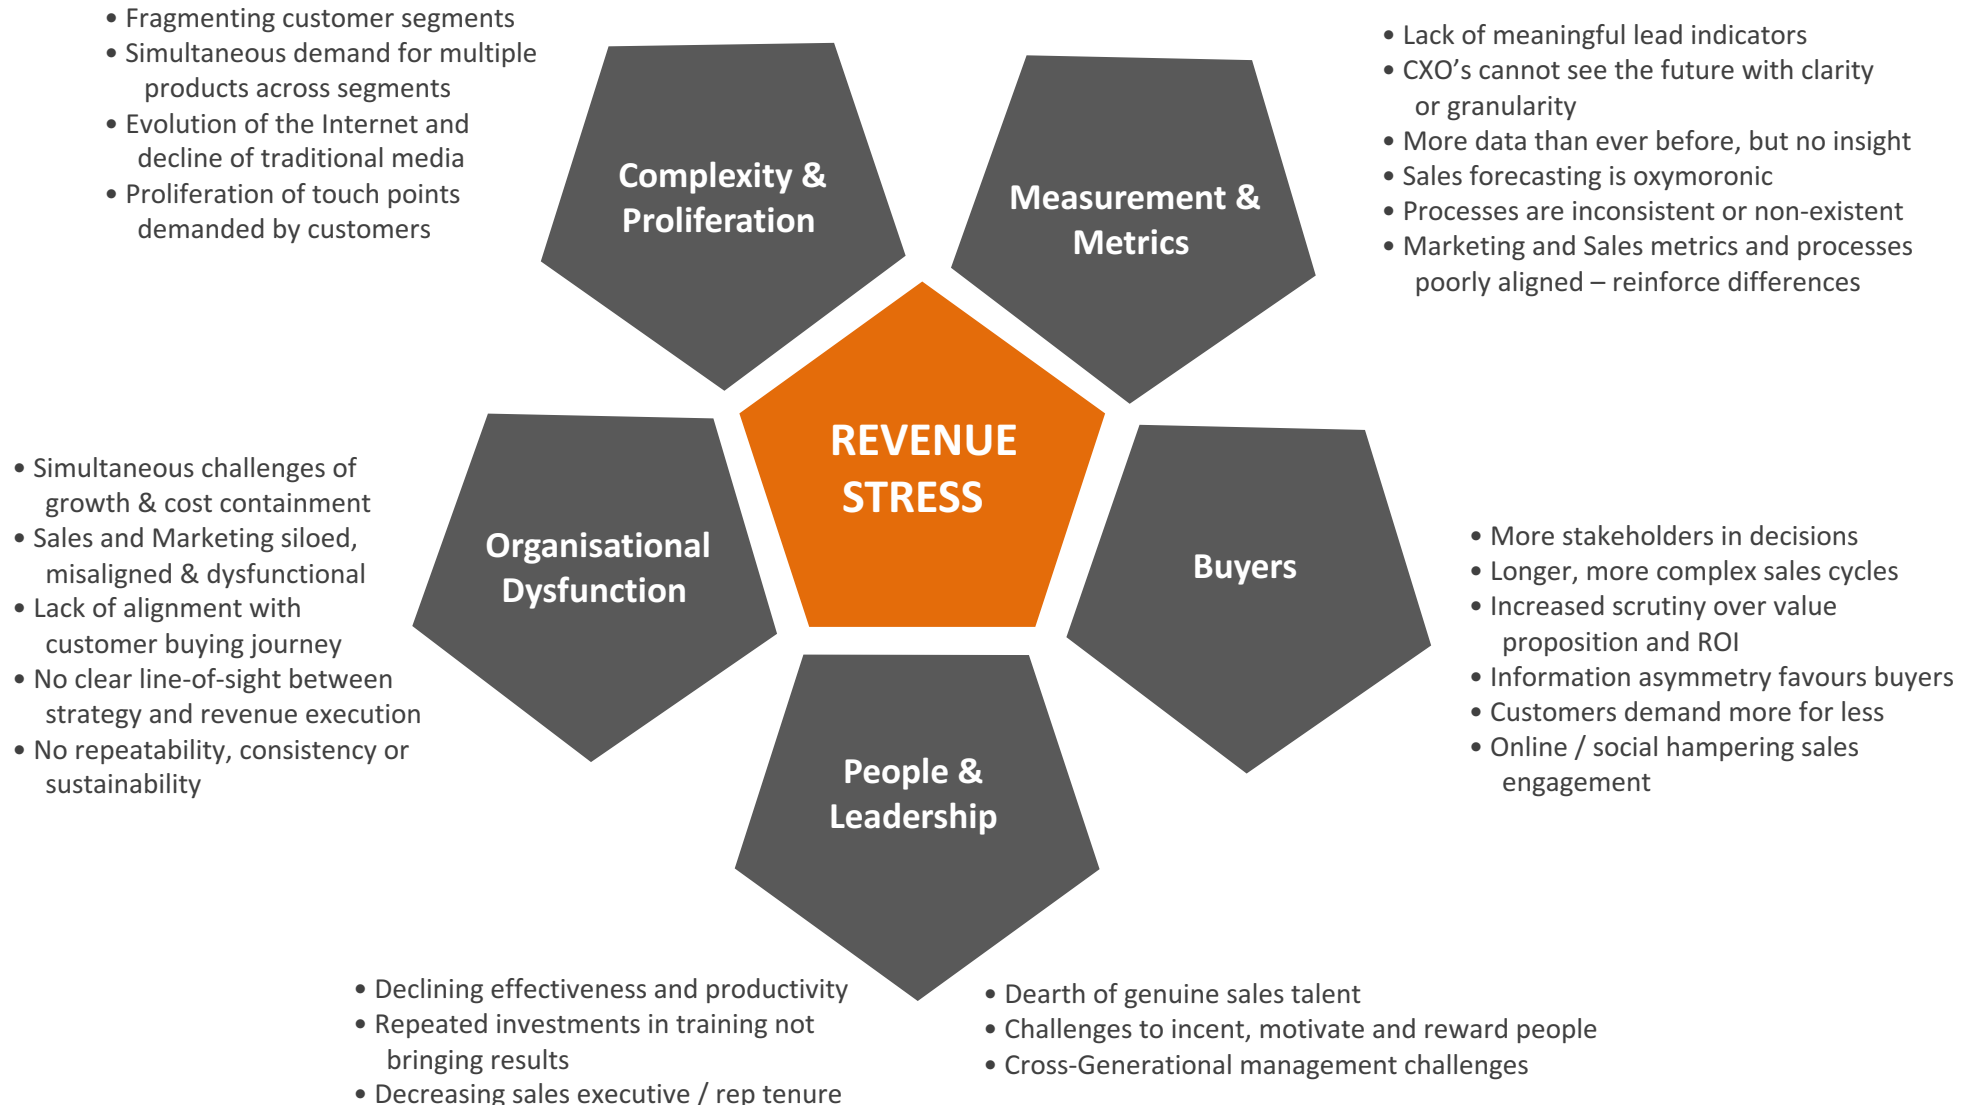 • Fragmenting customer segments
• Simultaneous demand for multiple
products across segments
• Evolution of the Internet and
decline of traditional media
• Proliferation of touch points
demanded by customers
Complexity &
Proliferation
Measurement &
Metrics
• Lack of meaningful lead indicators
• CXO’s cannot see the future with clarity
or granularity
• More data than ever before, but no insight
• Sales forecasting is oxymoronic
• Processes are inconsistent or non-existent
• Marketing and Sales metrics and processes
poorly aligned – reinforce differences
REVENUE
STRESS
• Simultaneous challenges of
growth & cost containment
• Sales and Marketing siloed,
misaligned & dysfunctional
• Lack of alignment with
customer buying journey
• No clear line-of-sight between
strategy and revenue execution
• No repeatability, consistency or
sustainability
Organisational
Dysfunction
Buyers
• More stakeholders in decisions
• Longer, more complex sales cycles
• Increased scrutiny over value
proposition and ROI
• Information asymmetry favours buyers
• Customers demand more for less
• Online / social hampering sales
engagement
People &
Leadership
• Declining effectiveness and productivity
• Repeated investments in training not
bringing results
• Decreasing sales executive / rep tenure
• Dearth of genuine sales talent
• Challenges to incent, motivate and reward people
• Cross-Generational management challenges